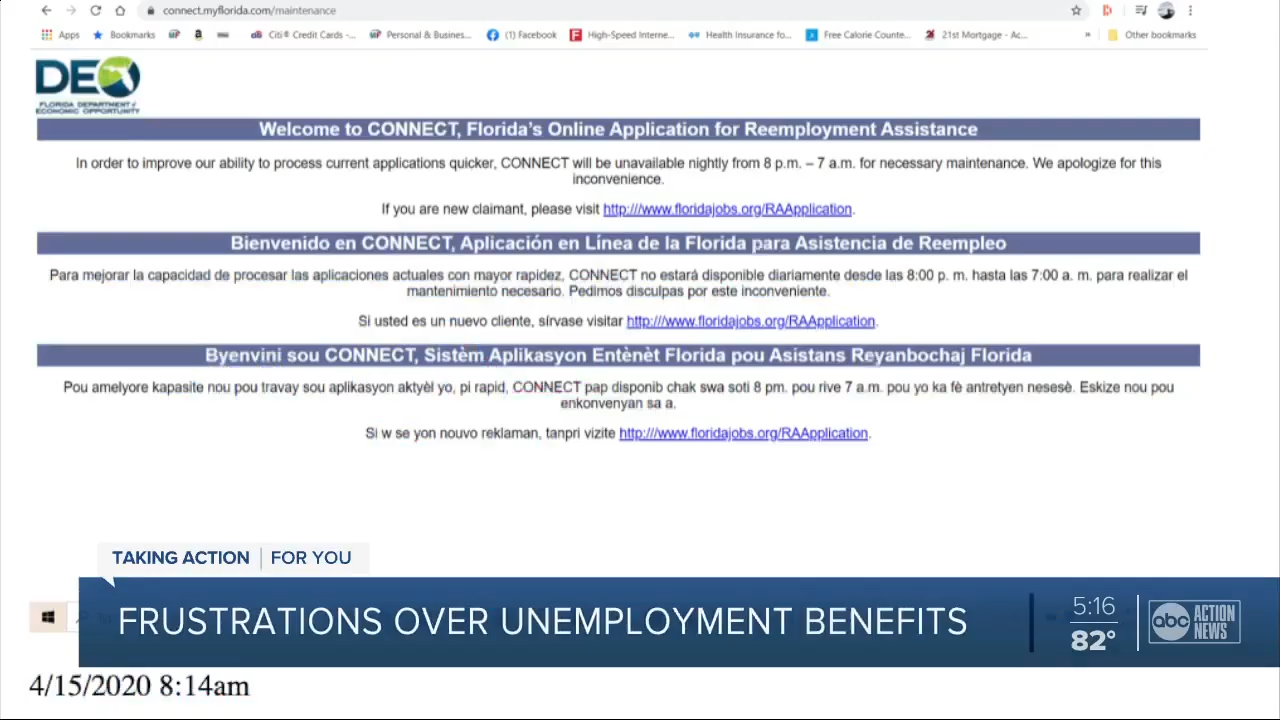 connect.myflorida.com/maintenance
Apps Bookmarks Citi® Credit Cards -... Personal & Busines... (1) Facebook High-Speed Interne... Health Insurance fo... Free Calorie Counte... 21st Mortgage - Ac... » Other bookmarks
DEO
FLORIDA DEPARTMENT of
ECONOMIC OPPORTUNITY
Welcome to CONNECT, Florida's Online Application for Reemployment Assistance
In order to improve our ability to process current applications quicker, CONNECT will be unavailable nightly from 8 p.m. – 7 a.m. for necessary maintenance. We apologize for this
inconvenience.
If you are new claimant, please visit http:///www.floridajobs.org/RAApplication.
Bienvenido en CONNECT, Aplicación en Línea de la Florida para Asistencia de Reempleo
Para mejorar la capacidad de procesar las aplicaciones actuales con mayor rapidez, CONNECT no estará disponible diariamente desde las 8:00 p. m. hasta las 7:00 a. m. para realizar el
mantenimiento necesario. Pedimos disculpas por este inconveniente.
Si usted es un nuevo cliente, sírvase visitar http:///www.floridajobs.org/RAApplication.
Byenvini sou CONNECT, Sistèm Aplikasyon Entènèt Florida pou Asistans Reyanbochaj Florida
Pou amelyore kapasite nou pou travay sou aplikasyon aktyèl yo, pi rapid, CONNECT pap disponib chak swa soti 8 pm. pou rive 7 a.m. pou yo ka fè antretyen nesesè. Eskize nou pou
enkonvenyan sa a.
Si w se yon nouvo reklaman, tanpri vizite http:///www.floridajobs.org/RAApplication.
TAKING ACTION FOR YOU
FRUSTRATIONS OVER UNEMPLOYMENT BENEFITS
5:16
82°
abc ACTION NEWS
4/15/2020 8:14am